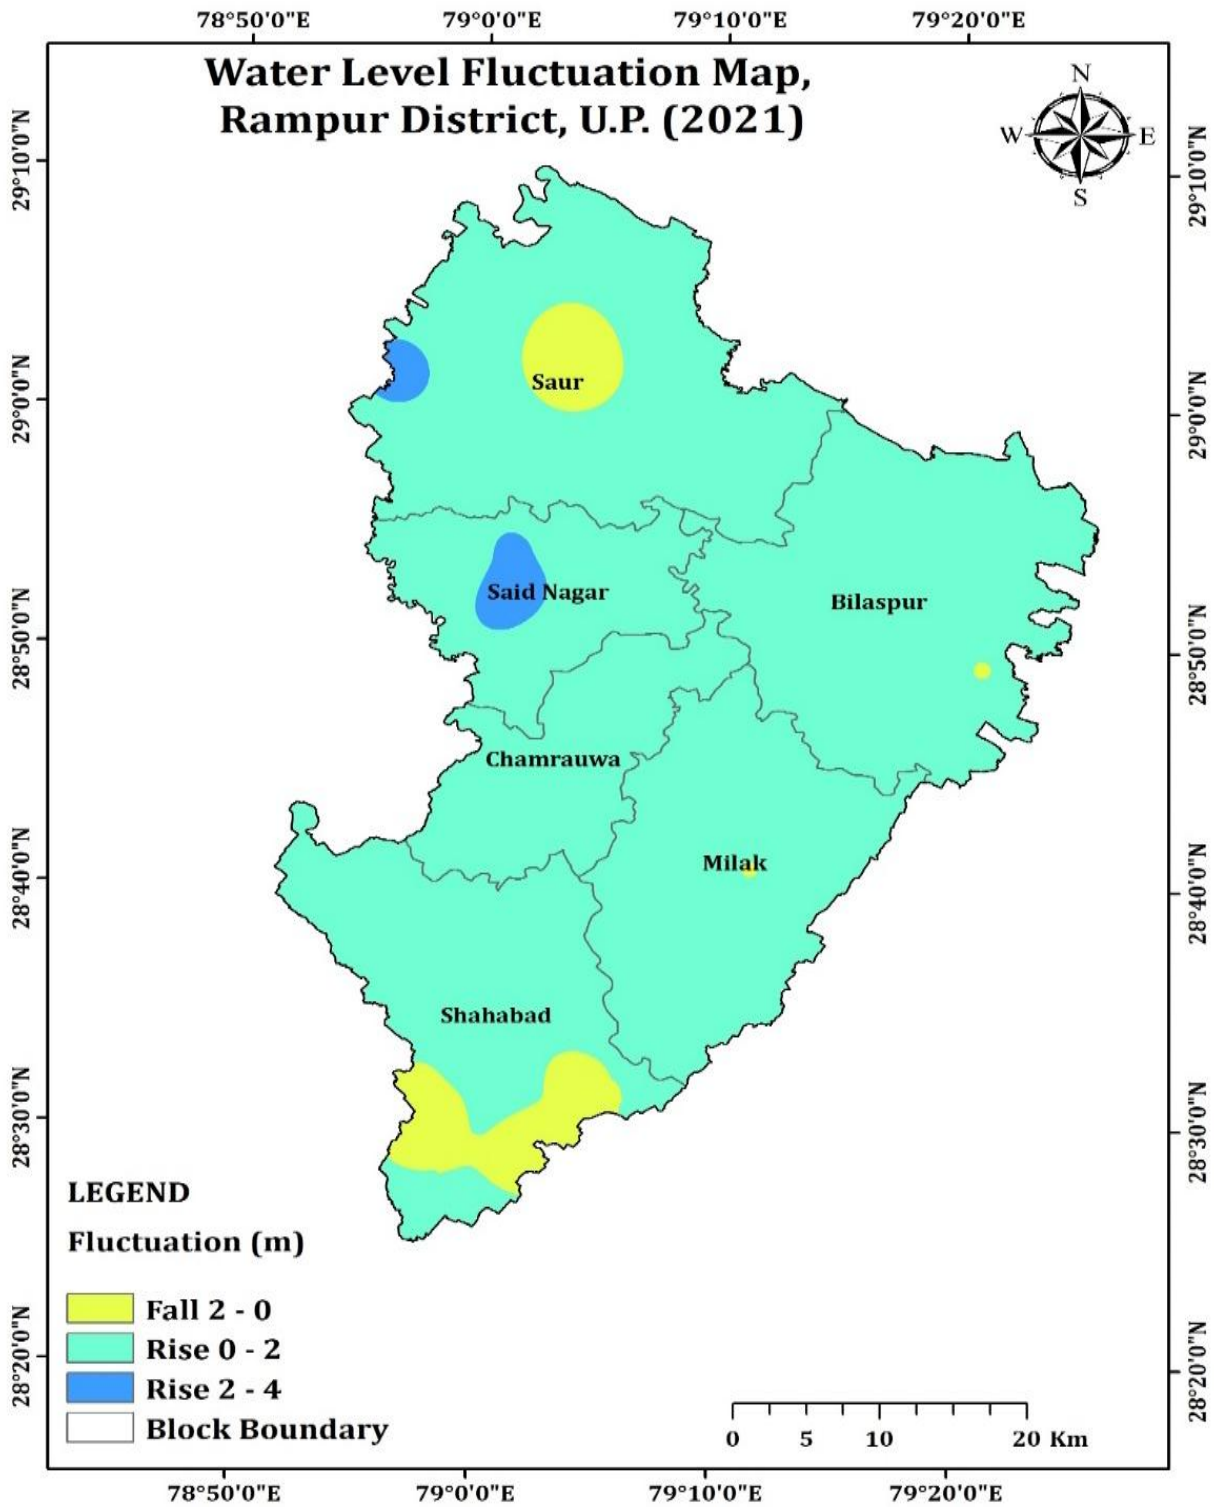 78°50'0"E 79°0'0"E 79°10'0"E 79°20'0"E
Water Level Fluctuation Map,
Rampur District, U.P. (2021)
N
W E
S
29°10'0"N
29°10'0"N
Saur
29°0'0"N
29°0'0"N
Said Nagar
Bilaspur
28°50'0"N
28°50'0"N
Chamrauwa
Milak
28°40'0"N
28°40'0"N
Shahabad
28°30'0"N
28°30'0"N
LEGEND
Fluctuation (m)
Fall 2 - 0
Rise 0 - 2
Rise 2 - 4
Block Boundary
28°20'0"N
28°20'0"N
0 5 10 20 Km
78°50'0"E 79°0'0"E 79°10'0"E 79°20'0"E